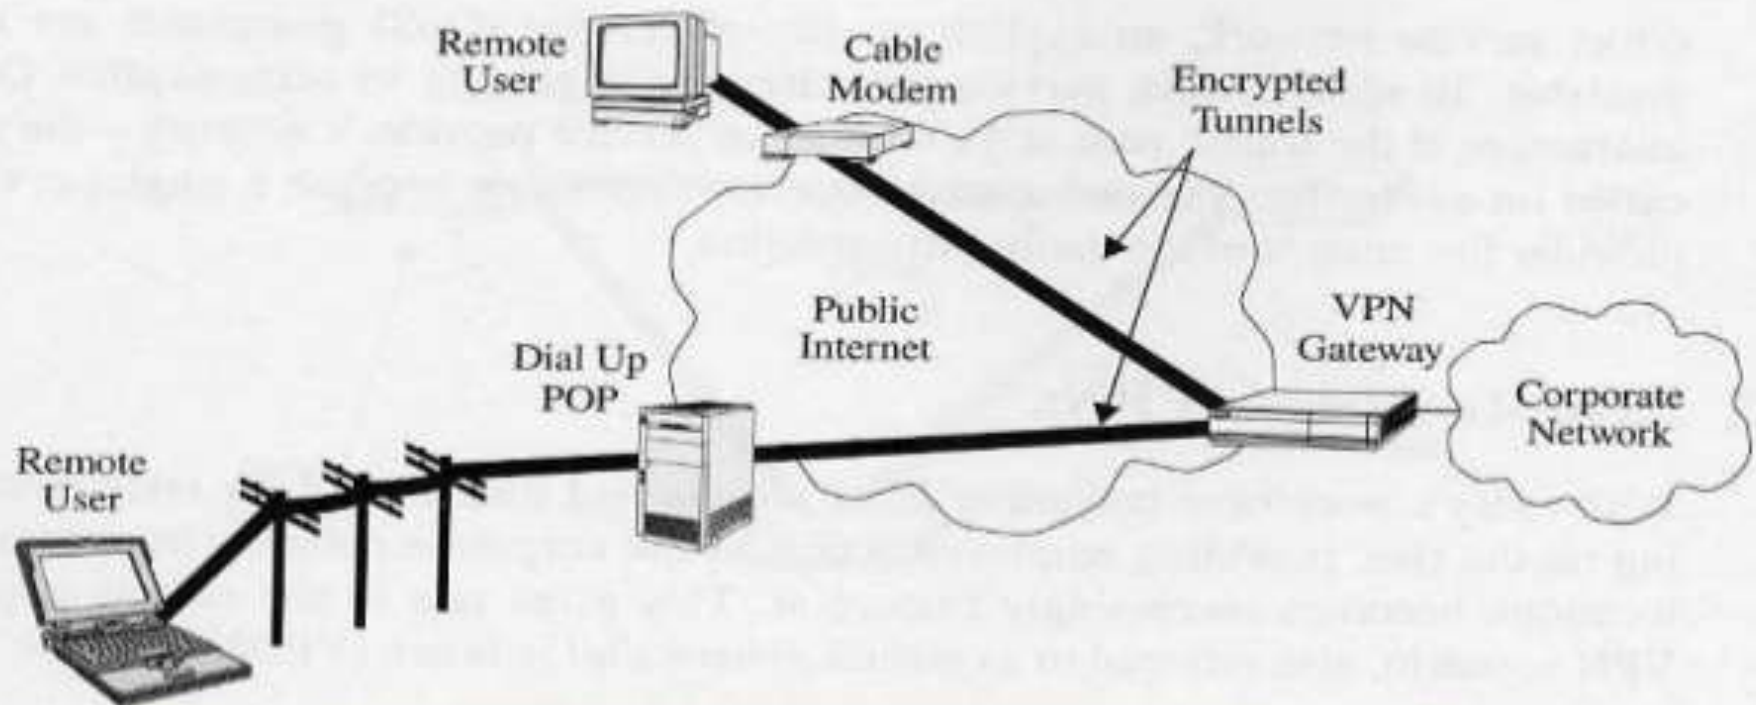 Remote
User
Cable
Modem
Encrypted
Tunnels
Public
Internet
VPN
Gateway
Dial Up
POP
Corporate
Network
Remote
User